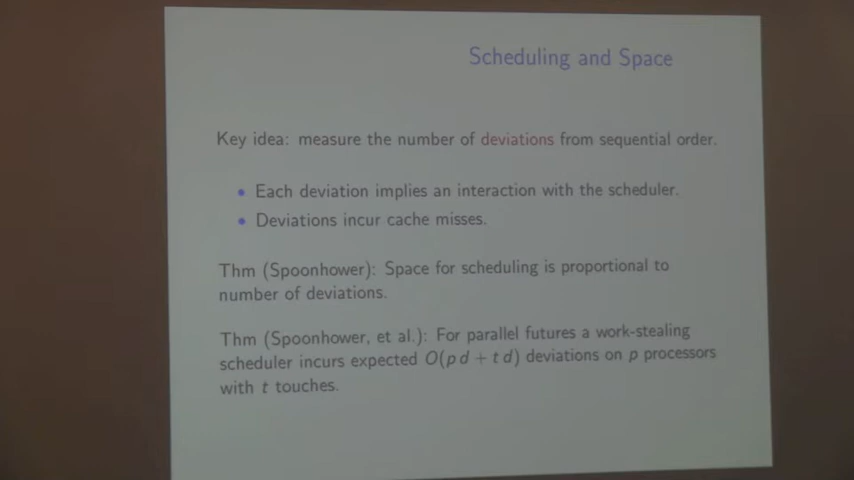 Scheduling and Space
Key idea: measure the number of deviations from sequential order.
• Each deviation implies an interaction with the scheduler.
• Deviations incur cache misses.
Thm (Spoonhower): Space for scheduling is proportional to
number of deviations.
Thm (Spoonhower, et al.): For parallel futures a work-stealing
scheduler incurs expected O(p d + t d) deviations on p processors
with t touches.